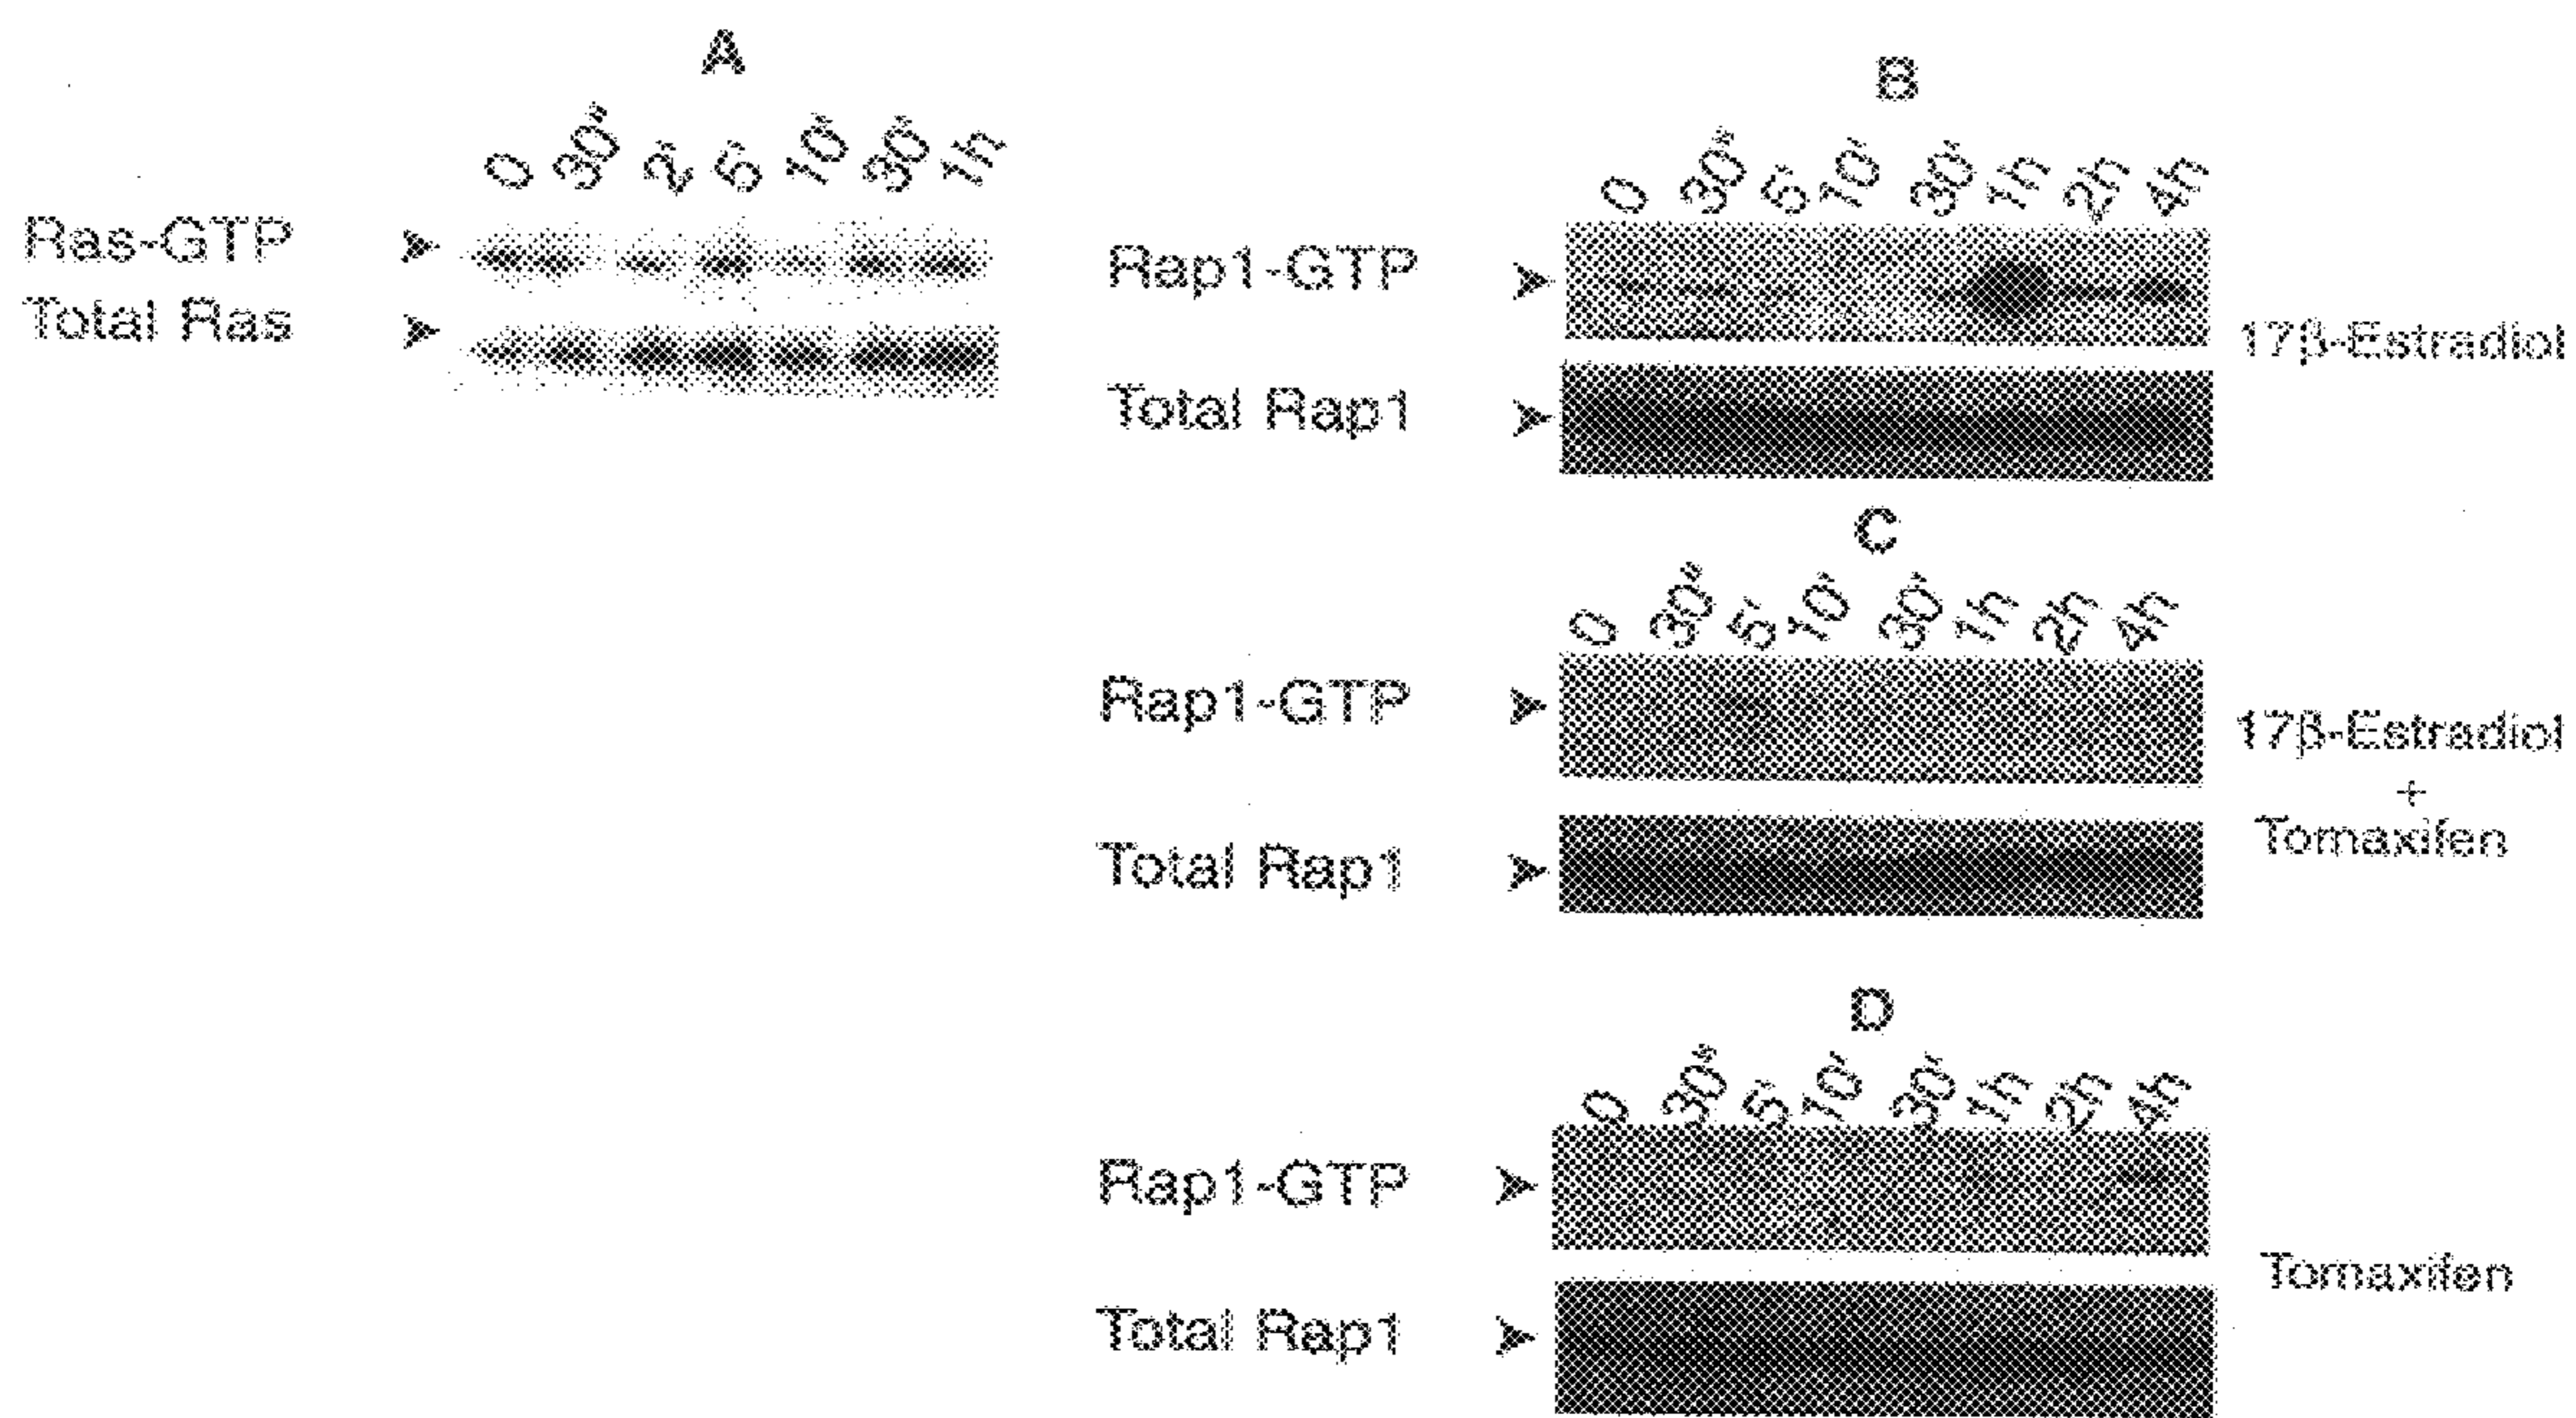 A
0 30" 2' 5' 10' 30' 1h
Ras-GTP
Total Ras
B
0 30" 5' 10' 30' 1h 2h 4h
Rap1-GTP
Total Rap1
17β-Estradiol
C
0 30" 5' 10' 30' 1h 2h 4h
Rap1-GTP
Total Rap1
17β-Estradiol
+
Tomaxifen
D
0 30" 5' 10' 30' 1h 2h 4h
Rap1-GTP
Total Rap1
Tomaxifen